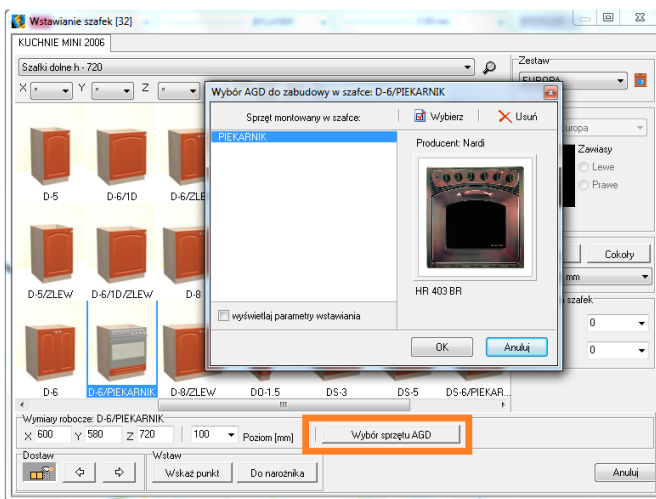 Wstawianie szafek [32]
KUCHNIE MINI 2006
Szafki dolne h - 720
Zestaw
EUROPA
X * Y * Z *
Wybór AGD do zabudowy w szafce: D-6/PIEKARNIK
Sprzęt montowany w szafce:
Wybierz
Usuń
PIEKARNIK
Producent: Nardi
HR 403 BR
wyświetlaj parametry wstawiania
OK
Anuluj
Europa
Zawiasy
Lewe
Prawe
Cokoły
mm
szafek
0
0
D-5 D-6/1D D-6/ZLE
D-5/ZLEW D-6/1D/ZLEW D-8
D-6 D-6/PIEKARNIK D-8/ZLEW DO-1.5 DS-3 DS-5 DS-6/PIEKAR...
Wymiary robocze: D-6/PIEKARNIK
X 600 Y 580 Z 720 100 Poziom [mm]
Wybór sprzętu AGD
Dostaw
Wstaw
Wskaż punkt
Do narożnika
Anuluj